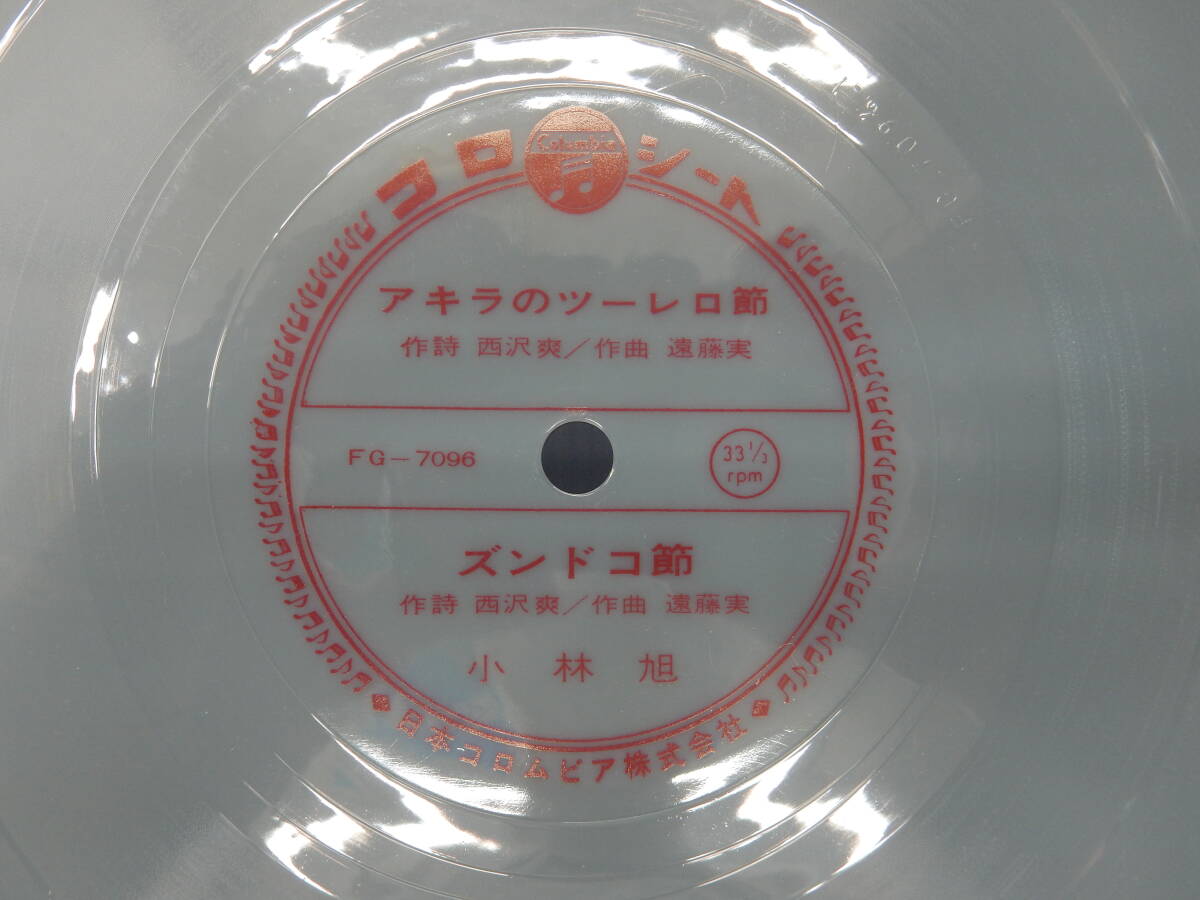 コロシート
Columbia
アキラのツーレロ節
作詩 西沢爽／作曲 遠藤実
FG－7096
33 1/3
rpm
ズンドコ節
作詩 西沢爽／作曲 遠藤実
小林旭
日本コロムビア株式会社